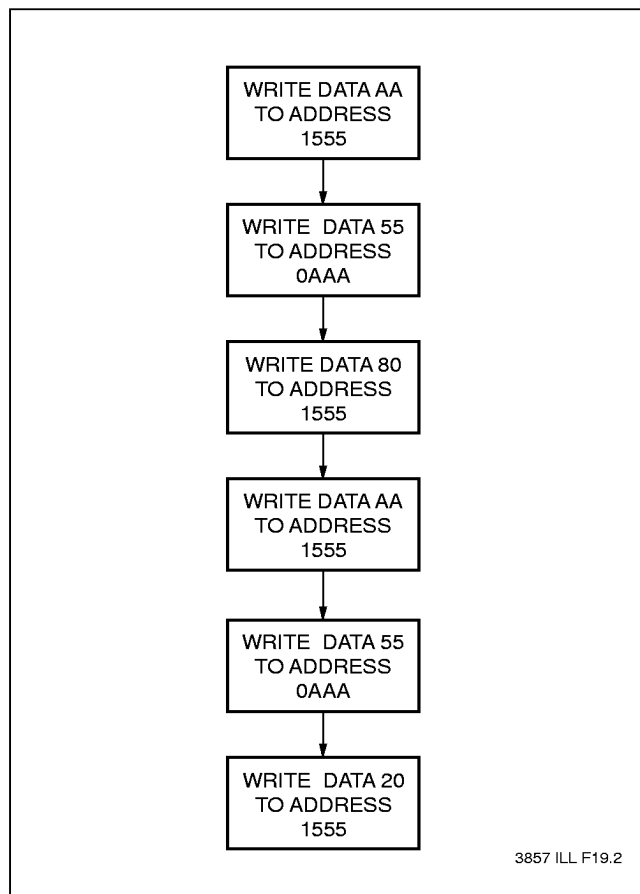 WRITE DATA AA
TO ADDRESS
1555
WRITE DATA 55
TO ADDRESS
0AAA
WRITE DATA 80
TO ADDRESS
1555
WRITE DATA AA
TO ADDRESS
1555
WRITE DATA 55
TO ADDRESS
0AAA
WRITE DATA 20
TO ADDRESS
1555
3857 ILL F19.2